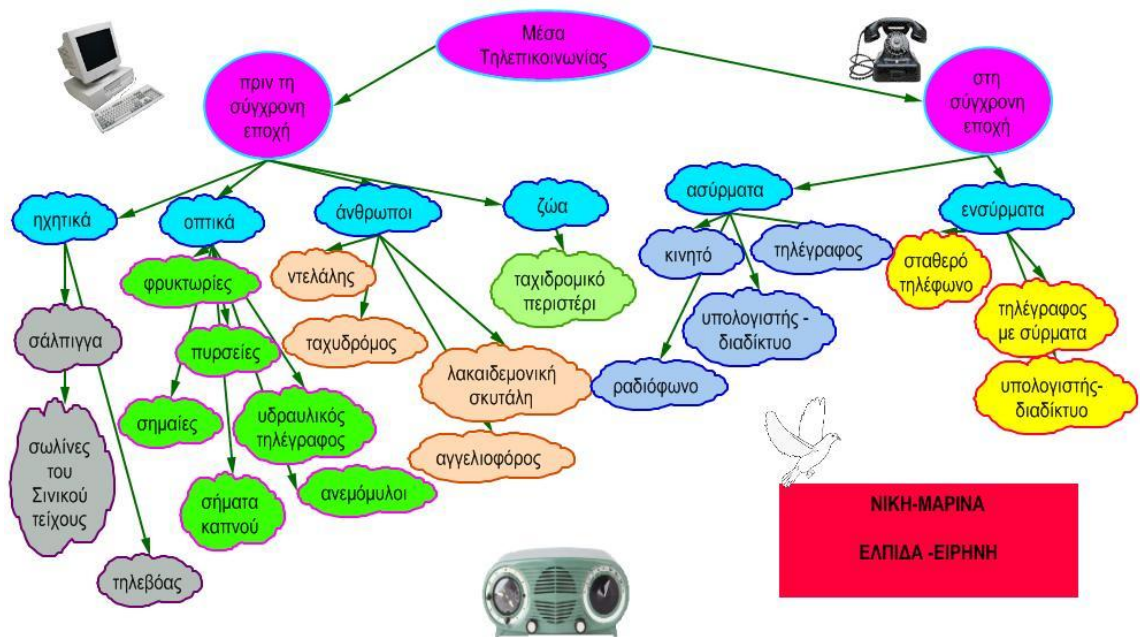 Μέσα
Τηλεπικοινωνίας
πριν τη
σύγχρονη
εποχή
στη
σύγχρονη
εποχή
ηχητικά
οπτικά
άνθρωποι
ζώα
ασύρματα
ενσύρματα
σάλπιγγα
σωλίνες
του
Σινικού
τείχους
τηλεβόας
φρυκτωρίες
πυρσείες
σημαίες
υδραυλικός
τηλέγραφος
σήματα
καπνού
ανεμόμυλοι
ντελάλης
ταχυδρόμος
λακαιδεμονική
σκυτάλη
αγγελιοφόρος
ταχιδρομικό
περιστέρι
κινητό
τηλέγραφος
υπολογιστής -
διαδίκτυο
ραδιόφωνο
σταθερό
τηλέφωνο
τηλέγραφος
με σύρματα
υπολογιστής-
διαδίκτυο
ΝΙΚΗ-ΜΑΡΙΝΑ
ΕΛΠΙΔΑ -ΕΙΡΗΝΗ